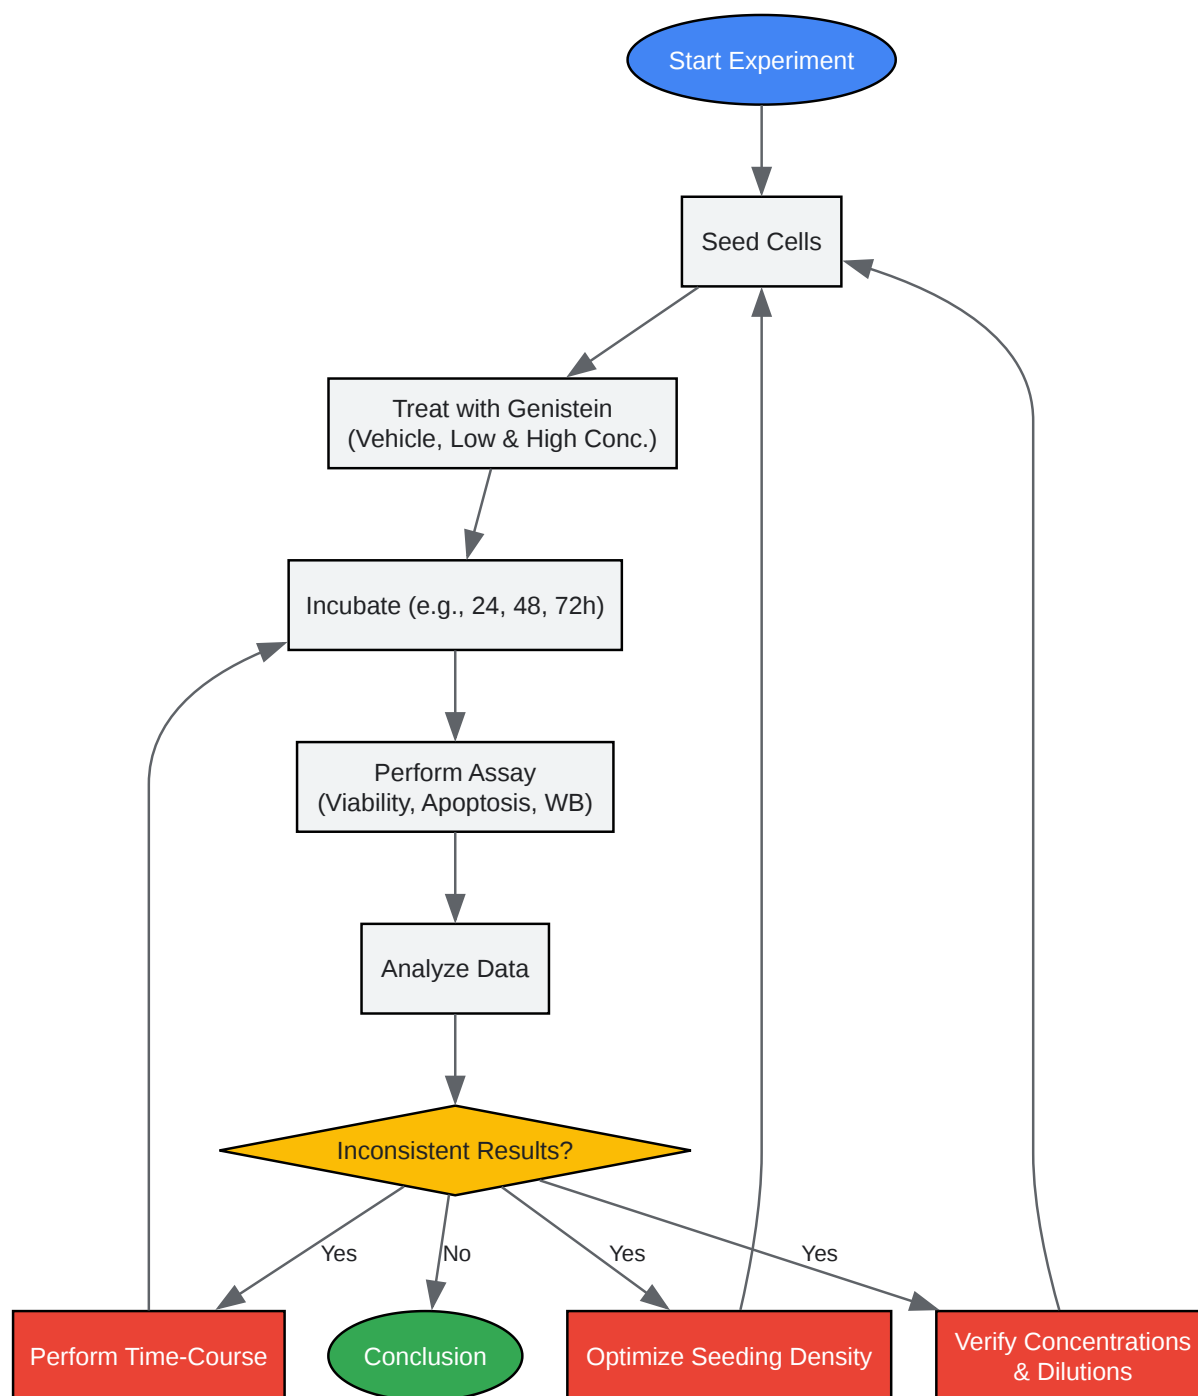 Start Experiment
Seed Cells
Treat with Genistein
(Vehicle, Low & High Conc.)
Incubate (e.g., 24, 48, 72h)
Perform Assay
(Viability, Apoptosis, WB)
Analyze Data
Inconsistent Results?
Yes
No
Yes
Yes
Perform Time-Course
Conclusion
Optimize Seeding Density
Verify Concentrations
& Dilutions